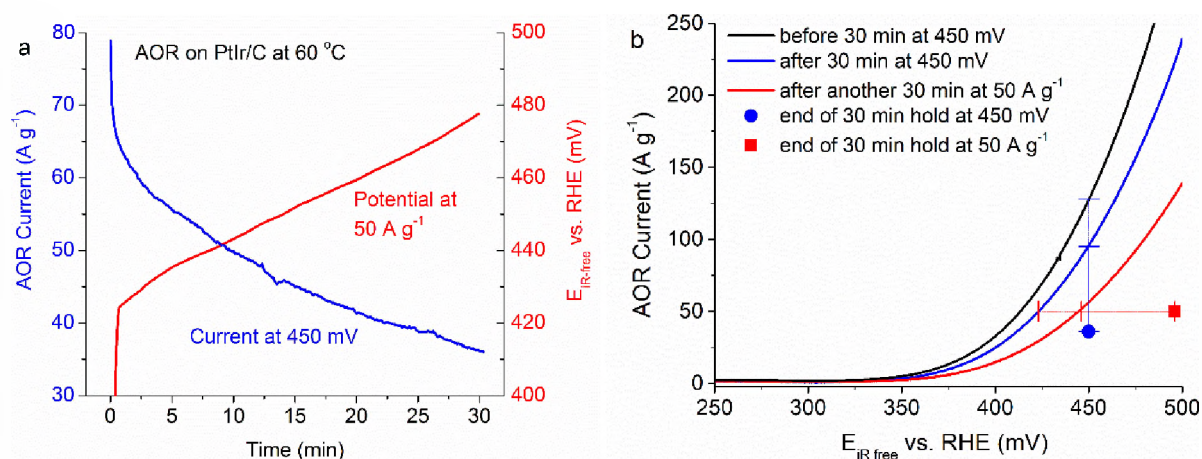 a
AOR on PtIr/C at 60 °C
Potential at
50 A g⁻¹
Current at 450 mV
AOR Current (A g⁻¹)
80
70
60
50
40
30
500
480
460
440
420
400
E_iR-free vs. RHE (mV)
0 5 10 15 20 25 30
Time (min)
b
before 30 min at 450 mV
after 30 min at 450 mV
after another 30 min at 50 A g⁻¹
end of 30 min hold at 450 mV
end of 30 min hold at 50 A g⁻¹
AOR Current (A g⁻¹)
250
200
150
100
50
0
250 300 350 400 450 500
E_iR free vs. RHE (mV)